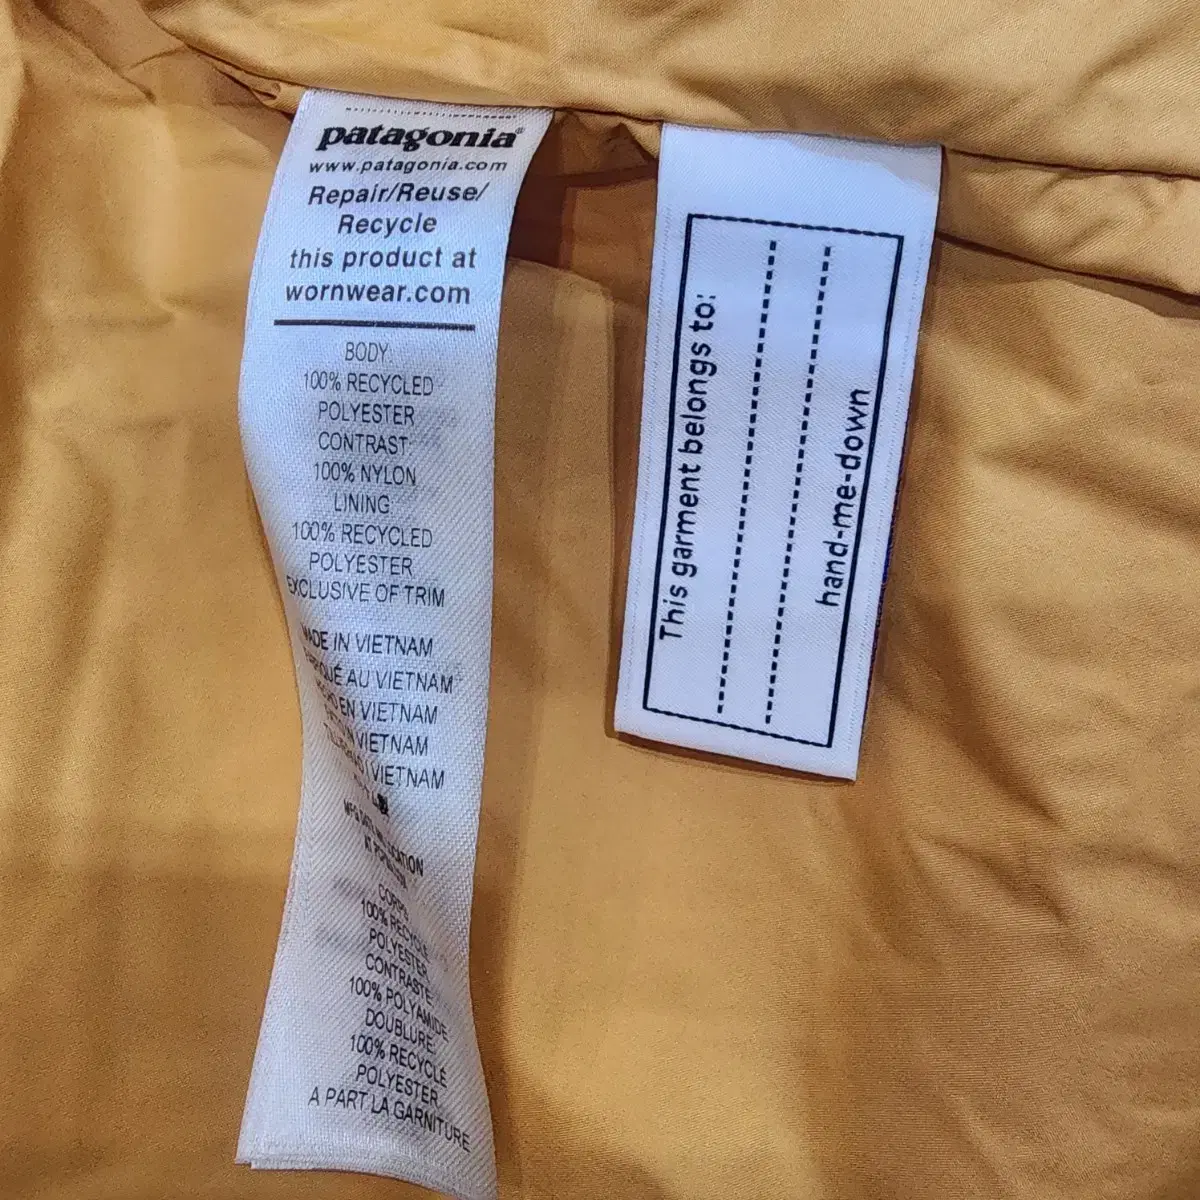 patagonia®
www.patagonia.com
Repair/Reuse/
Recycle
this product at
wornwear.com
BODY:
100% RECYCLED
POLYESTER
CONTRAST:
100% NYLON
LINING:
100% RECYCLED
POLYESTER
EXCLUSIVE OF TRIM
MADE IN VIETNAM
AU VIETNAM
EN VIETNAM
VIETNAM
VIETNAM
CORPS:
100% RECYCLÉ
POLYESTER
CONTRASTE:
100% POLYAMIDE
DOUBLURE:
100% RECYCLÉ
POLYESTER
A PART LA GARNITURE
This garment belongs to:
hand-me-down